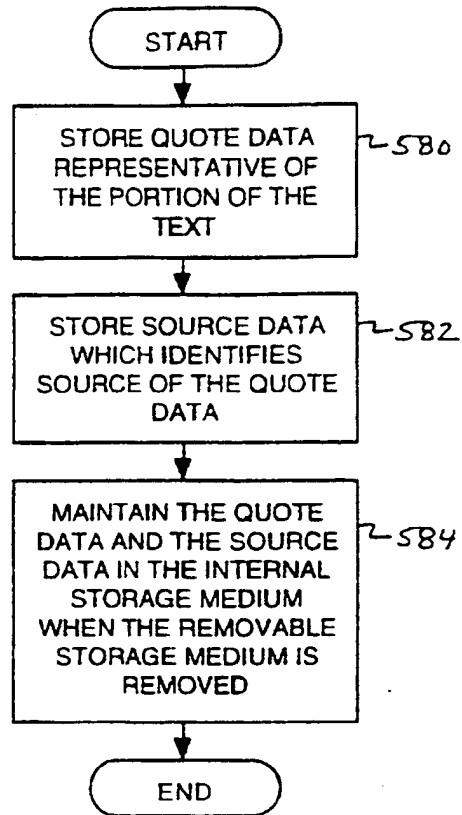 START
STORE QUOTE DATA 580
REPRESENTATIVE OF
THE PORTION OF THE
TEXT
STORE SOURCE DATA 582
WHICH IDENTIFIES
SOURCE OF THE QUOTE
DATA
MAINTAIN THE QUOTE
DATA AND THE SOURCE 584
DATA IN THE INTERNAL
STORAGE MEDIUM
WHEN THE REMOVABLE
STORAGE MEDIUM IS
REMOVED
END